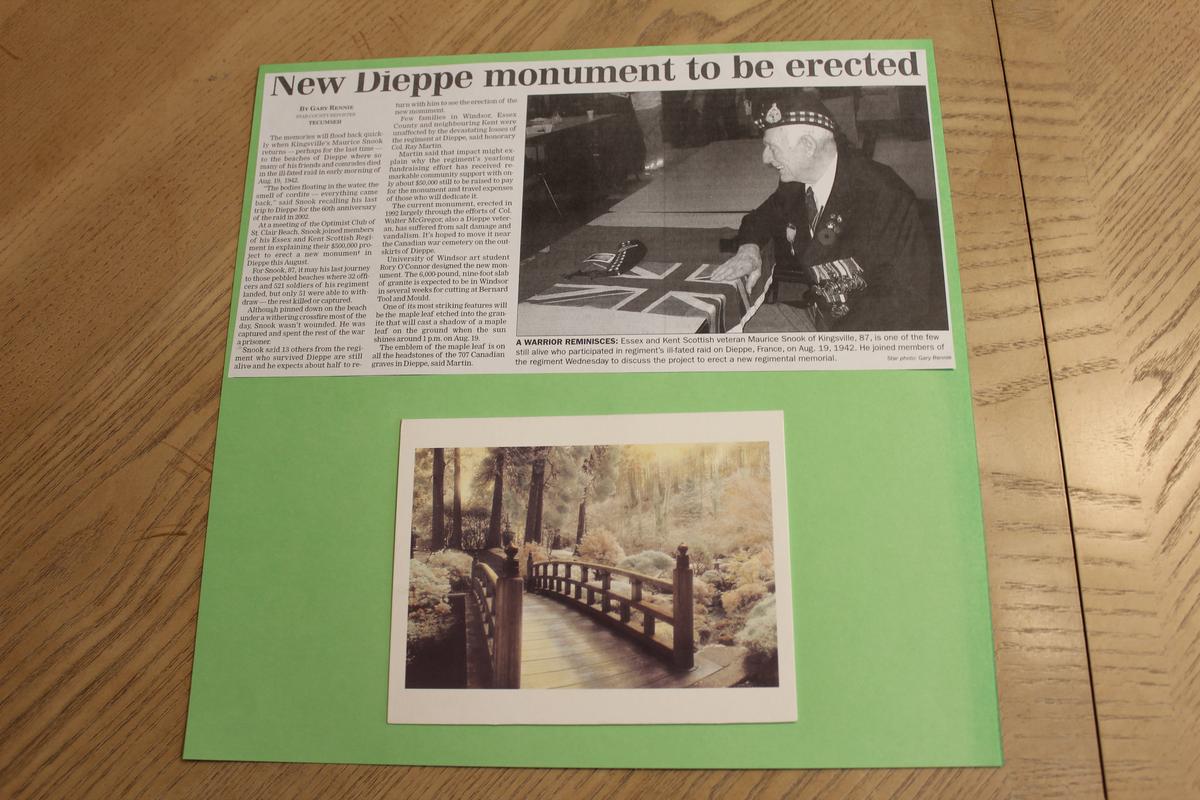 New Dieppe monument to be erected
BY GARY RENNIE
STAR COUNTY REPORTER
TECUMSEH
The memories will flood back quick-
ly when Kingsville's Maurice Snook
returns — perhaps for the last time —
to the beaches of Dieppe where so
many of his friends and comrades died
in the ill-fated raid in early morning of
Aug. 19, 1942.
"The bodies floating in the water, the
smell of cordite — everything came
back," said Snook recalling his last
trip to Dieppe for the 60th anniversary
of the raid in 2002.
At a meeting of the Optimist Club of
St. Clair Beach, Snook joined members
of his Essex and Kent Scottish Regi-
ment in explaining their $500,000 pro-
ject to erect a new monument in
Dieppe this August.
For Snook, 87, it may his last journey
to those pebbled beaches where 32 offi-
cers and 521 soldiers of his regiment
landed, but only 51 were able to with-
draw — the rest killed or captured.
Although pinned down on the beach
under a withering crossfire most of the
day, Snook wasn't wounded. He was
captured and spent the rest of the war
a prisoner.
Snook said 13 others from the regi-
ment who survived Dieppe are still
alive and he expects about half to re-
turn with him to see the erection of the
new monument.
Few families in Windsor, Essex
County and neighbouring Kent were
unaffected by the devastating losses of
the regiment at Dieppe, said honorary
Col. Ray Martin.
Martin said that impact might ex-
plain why the regiment's yearlong
fundraising effort has received re-
markable community support with on-
ly about $50,000 still to be raised to pay
for the monument and travel expenses
of those who will dedicate it.
The current monument, erected in
1992 largely through the efforts of Col.
Walter McGregor, also a Dieppe veter-
an, has suffered from salt damage and
vandalism. It's hoped to move it near
the Canadian war cemetery on the out-
skirts of Dieppe.
University of Windsor art student
Rory O'Connor designed the new mon-
ument. The 6,000-pound, nine-foot slab
of granite is expected to be in Windsor
in several weeks for cutting at Bernard
Tool and Mould.
One of its most striking features will
be the maple leaf etched into the gran-
ite that will cast a shadow of a maple
leaf on the ground when the sun
shines around 1 p.m. on Aug. 19.
The emblem of the maple leaf is on
all the headstones of the 707 Canadian
graves in Dieppe, said Martin.
A WARRIOR REMINISCES: Essex and Kent Scottish veteran Maurice Snook of Kingsville, 87, is one of the few
still alive who participated in regiment's ill-fated raid on Dieppe, France, on Aug. 19, 1942. He joined members of
the regiment Wednesday to discuss the project to erect a new regimental memorial.
Star photo: Gary Rennie